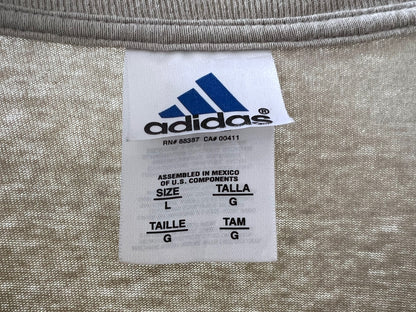 adidas®
RN# 88387 CA# 00411
ASSEMBLED IN MEXICO
OF U.S. COMPONENTS
SIZE TALLA
L G
TAILLE TAM
G G